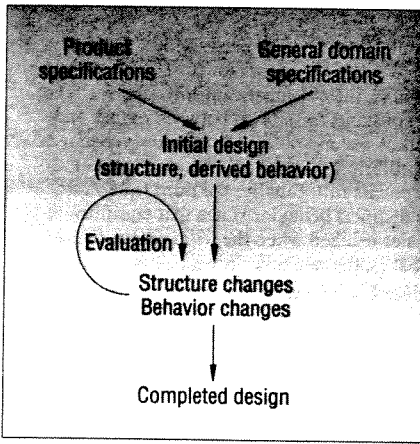 Product
specifications
General domain
specifications
Initial design
(structure, derived behavior)
Evaluation
Structure changes
Behavior changes
Completed design